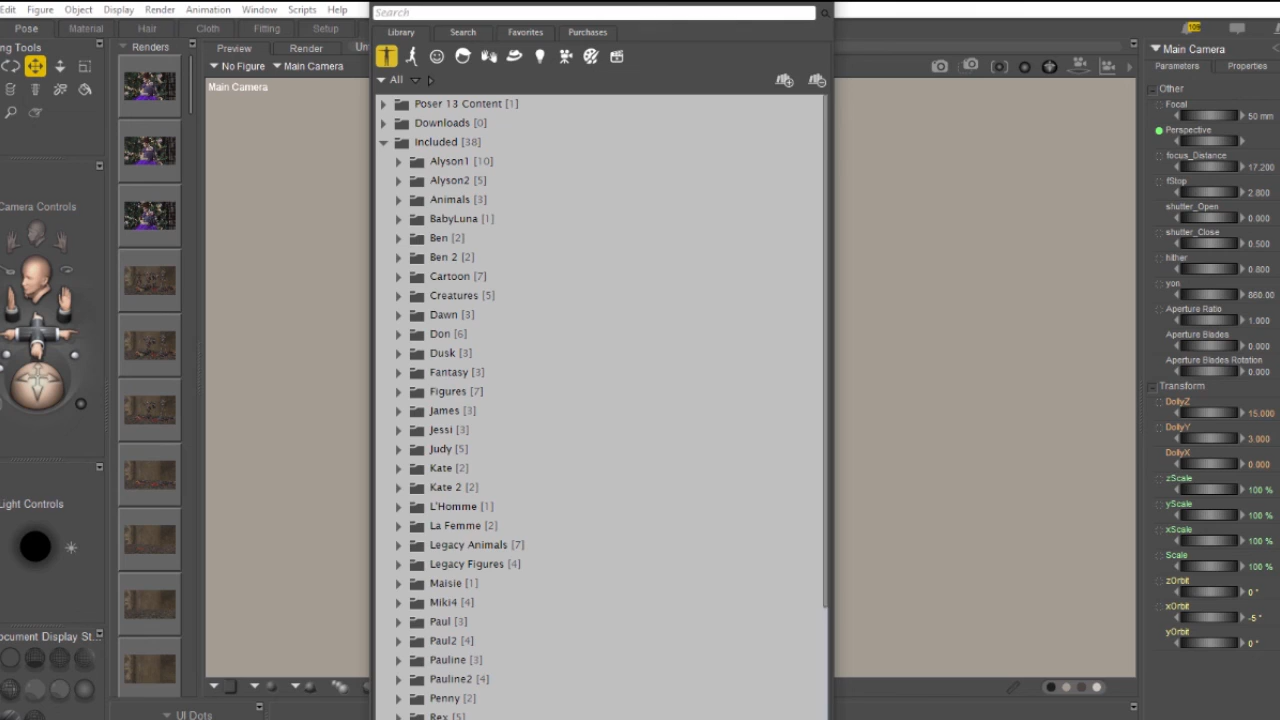 Edit Figure Object Display Render Animation Window Scripts Help
Search
Pose Material Hair Cloth Fitting Setup
Library Search Favorites Purchases
ng Tools
Renders
Preview Render
No Figure Main Camera
Main Camera
All
Poser 13 Content [1]
Downloads [0]
Included [38]
Alyson1 [10]
Alyson2 [5]
Animals [3]
BabyLuna [1]
Ben [2]
Ben 2 [2]
Cartoon [7]
Creatures [5]
Dawn [3]
Don [6]
Dusk [3]
Fantasy [3]
Figures [7]
James [3]
Jessi [3]
Judy [5]
Kate [2]
Kate 2 [2]
L'Homme [1]
La Femme [2]
Legacy Animals [7]
Legacy Figures [4]
Maisie [1]
Miki4 [4]
Paul [3]
Paul2 [4]
Pauline [3]
Pauline2 [4]
Penny [2]
Rex [5]
Camera Controls
Light Controls
ocument Display St...
UI Dots
Main Camera
Parameters Properties
Other
Focal
50 mm
Perspective
focus_Distance
17.200
fStop
2.800
shutter_Open
0.000
shutter_Close
0.500
hither
0.800
yon
860.00
Aperture Ratio
1.000
Aperture Blades
0.000
Aperture Blades Rotation
0.000
Transform
DollyZ
15.000
DollyY
3.000
DollyX
0.000
zScale
100 %
yScale
100 %
xScale
100 %
Scale
100 %
zOrbit
0 °
xOrbit
-5 °
yOrbit
0 °